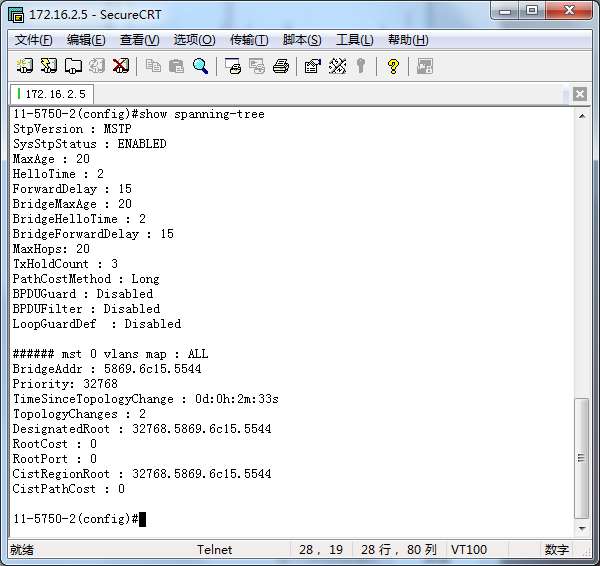 172.16.2.5 - SecureCRT
文件(F) 编辑(E) 查看(V) 选项(O) 传输(T) 脚本(S) 工具(L) 帮助(H)
172.16.2.5
11-5750-2(config)#show spanning-tree
StpVersion : MSTP
SysStpStatus : ENABLED
MaxAge : 20
HelloTime : 2
ForwardDelay : 15
BridgeMaxAge : 20
BridgeHelloTime : 2
BridgeForwardDelay : 15
MaxHops: 20
TxHoldCount : 3
PathCostMethod : Long
BPDUGuard : Disabled
BPDUFilter : Disabled
LoopGuardDef  : Disabled
###### mst 0 vlans map : ALL
BridgeAddr : 5869.6c15.5544
Priority: 32768
TimeSinceTopologyChange : 0d:0h:2m:33s
TopologyChanges : 2
DesignatedRoot : 32768.5869.6c15.5544
RootCost : 0
RootPort : 0
CistRegionRoot : 32768.5869.6c15.5544
CistPathCost : 0
11-5750-2(config)#
就绪 Telnet 28， 19 28 行， 80 列 VT100 数字